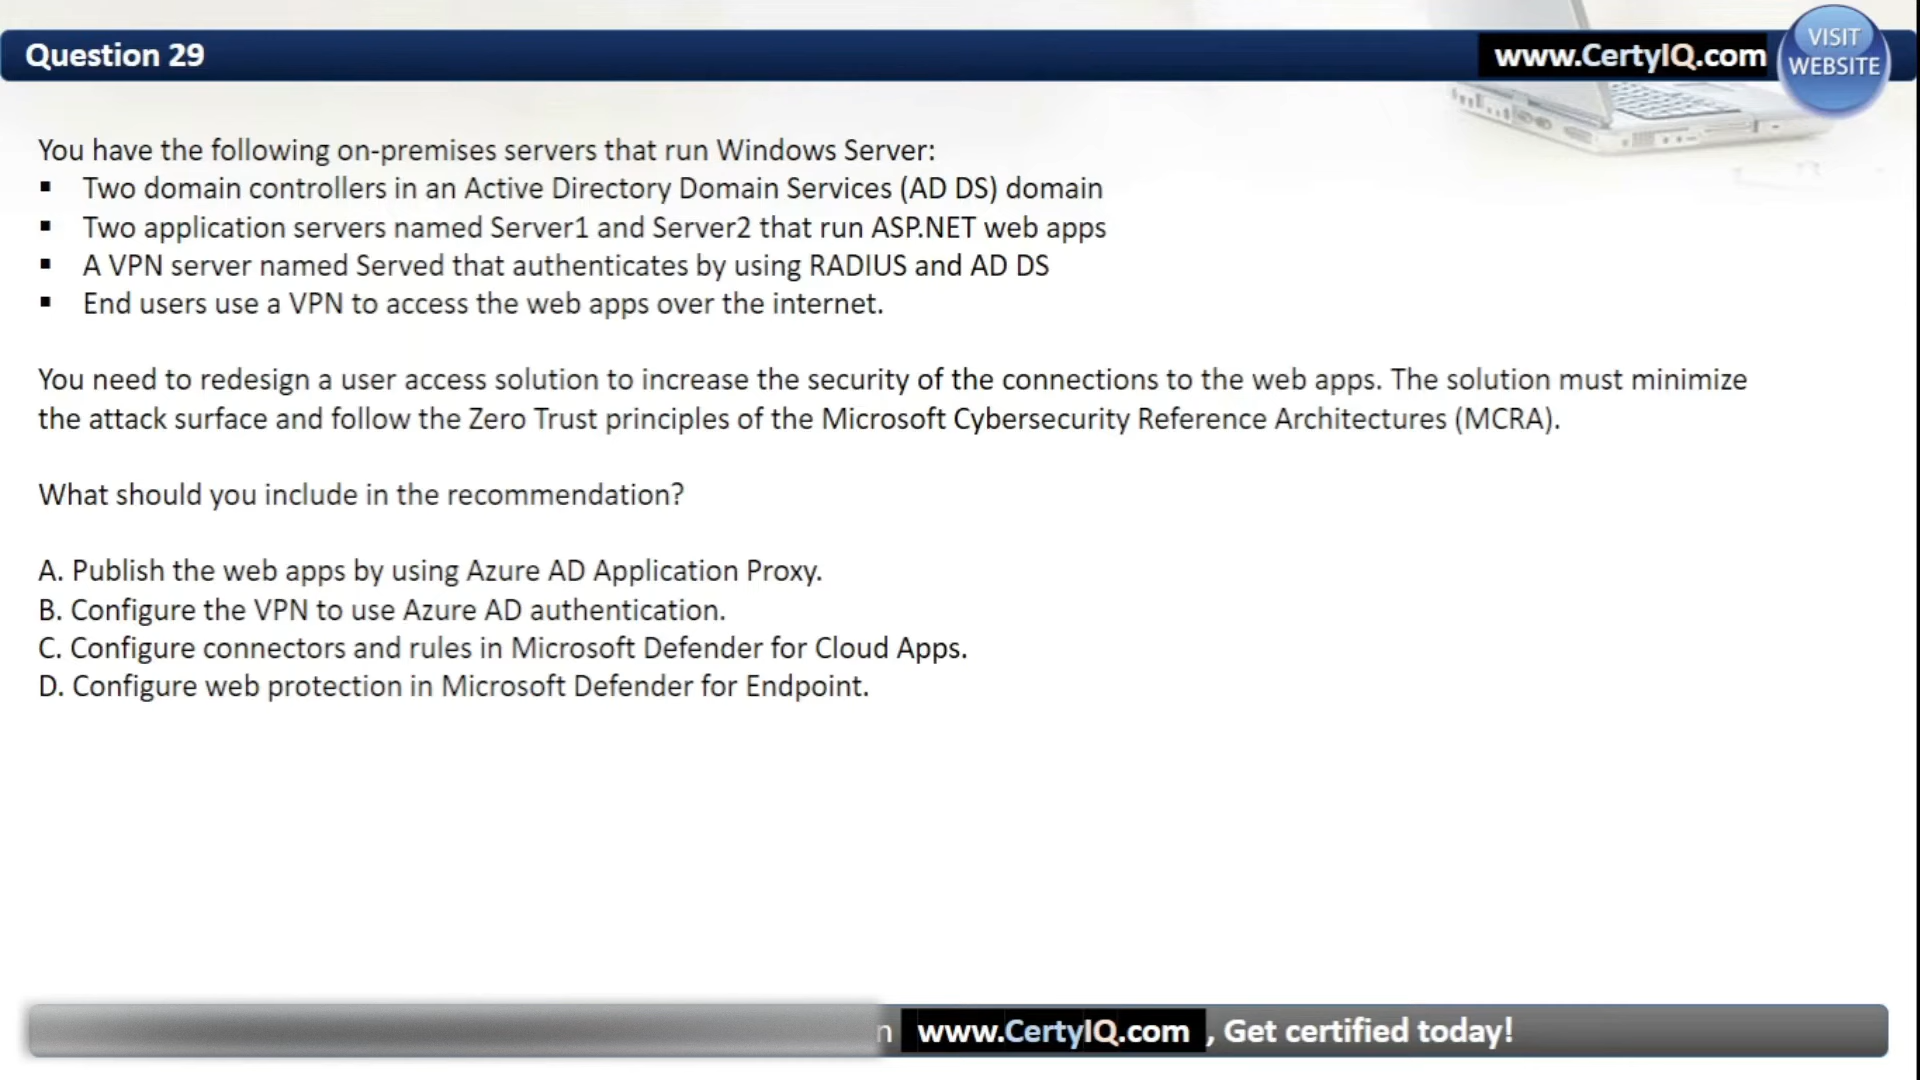 Question 29
www.CertyIQ.com
VISIT
WEBSITE
You have the following on-premises servers that run Windows Server:
▪ Two domain controllers in an Active Directory Domain Services (AD DS) domain
▪ Two application servers named Server1 and Server2 that run ASP.NET web apps
▪ A VPN server named Served that authenticates by using RADIUS and AD DS
▪ End users use a VPN to access the web apps over the internet.
You need to redesign a user access solution to increase the security of the connections to the web apps. The solution must minimize
the attack surface and follow the Zero Trust principles of the Microsoft Cybersecurity Reference Architectures (MCRA).
What should you include in the recommendation?
A. Publish the web apps by using Azure AD Application Proxy.
B. Configure the VPN to use Azure AD authentication.
C. Configure connectors and rules in Microsoft Defender for Cloud Apps.
D. Configure web protection in Microsoft Defender for Endpoint.
n www.CertyIQ.com , Get certified today!